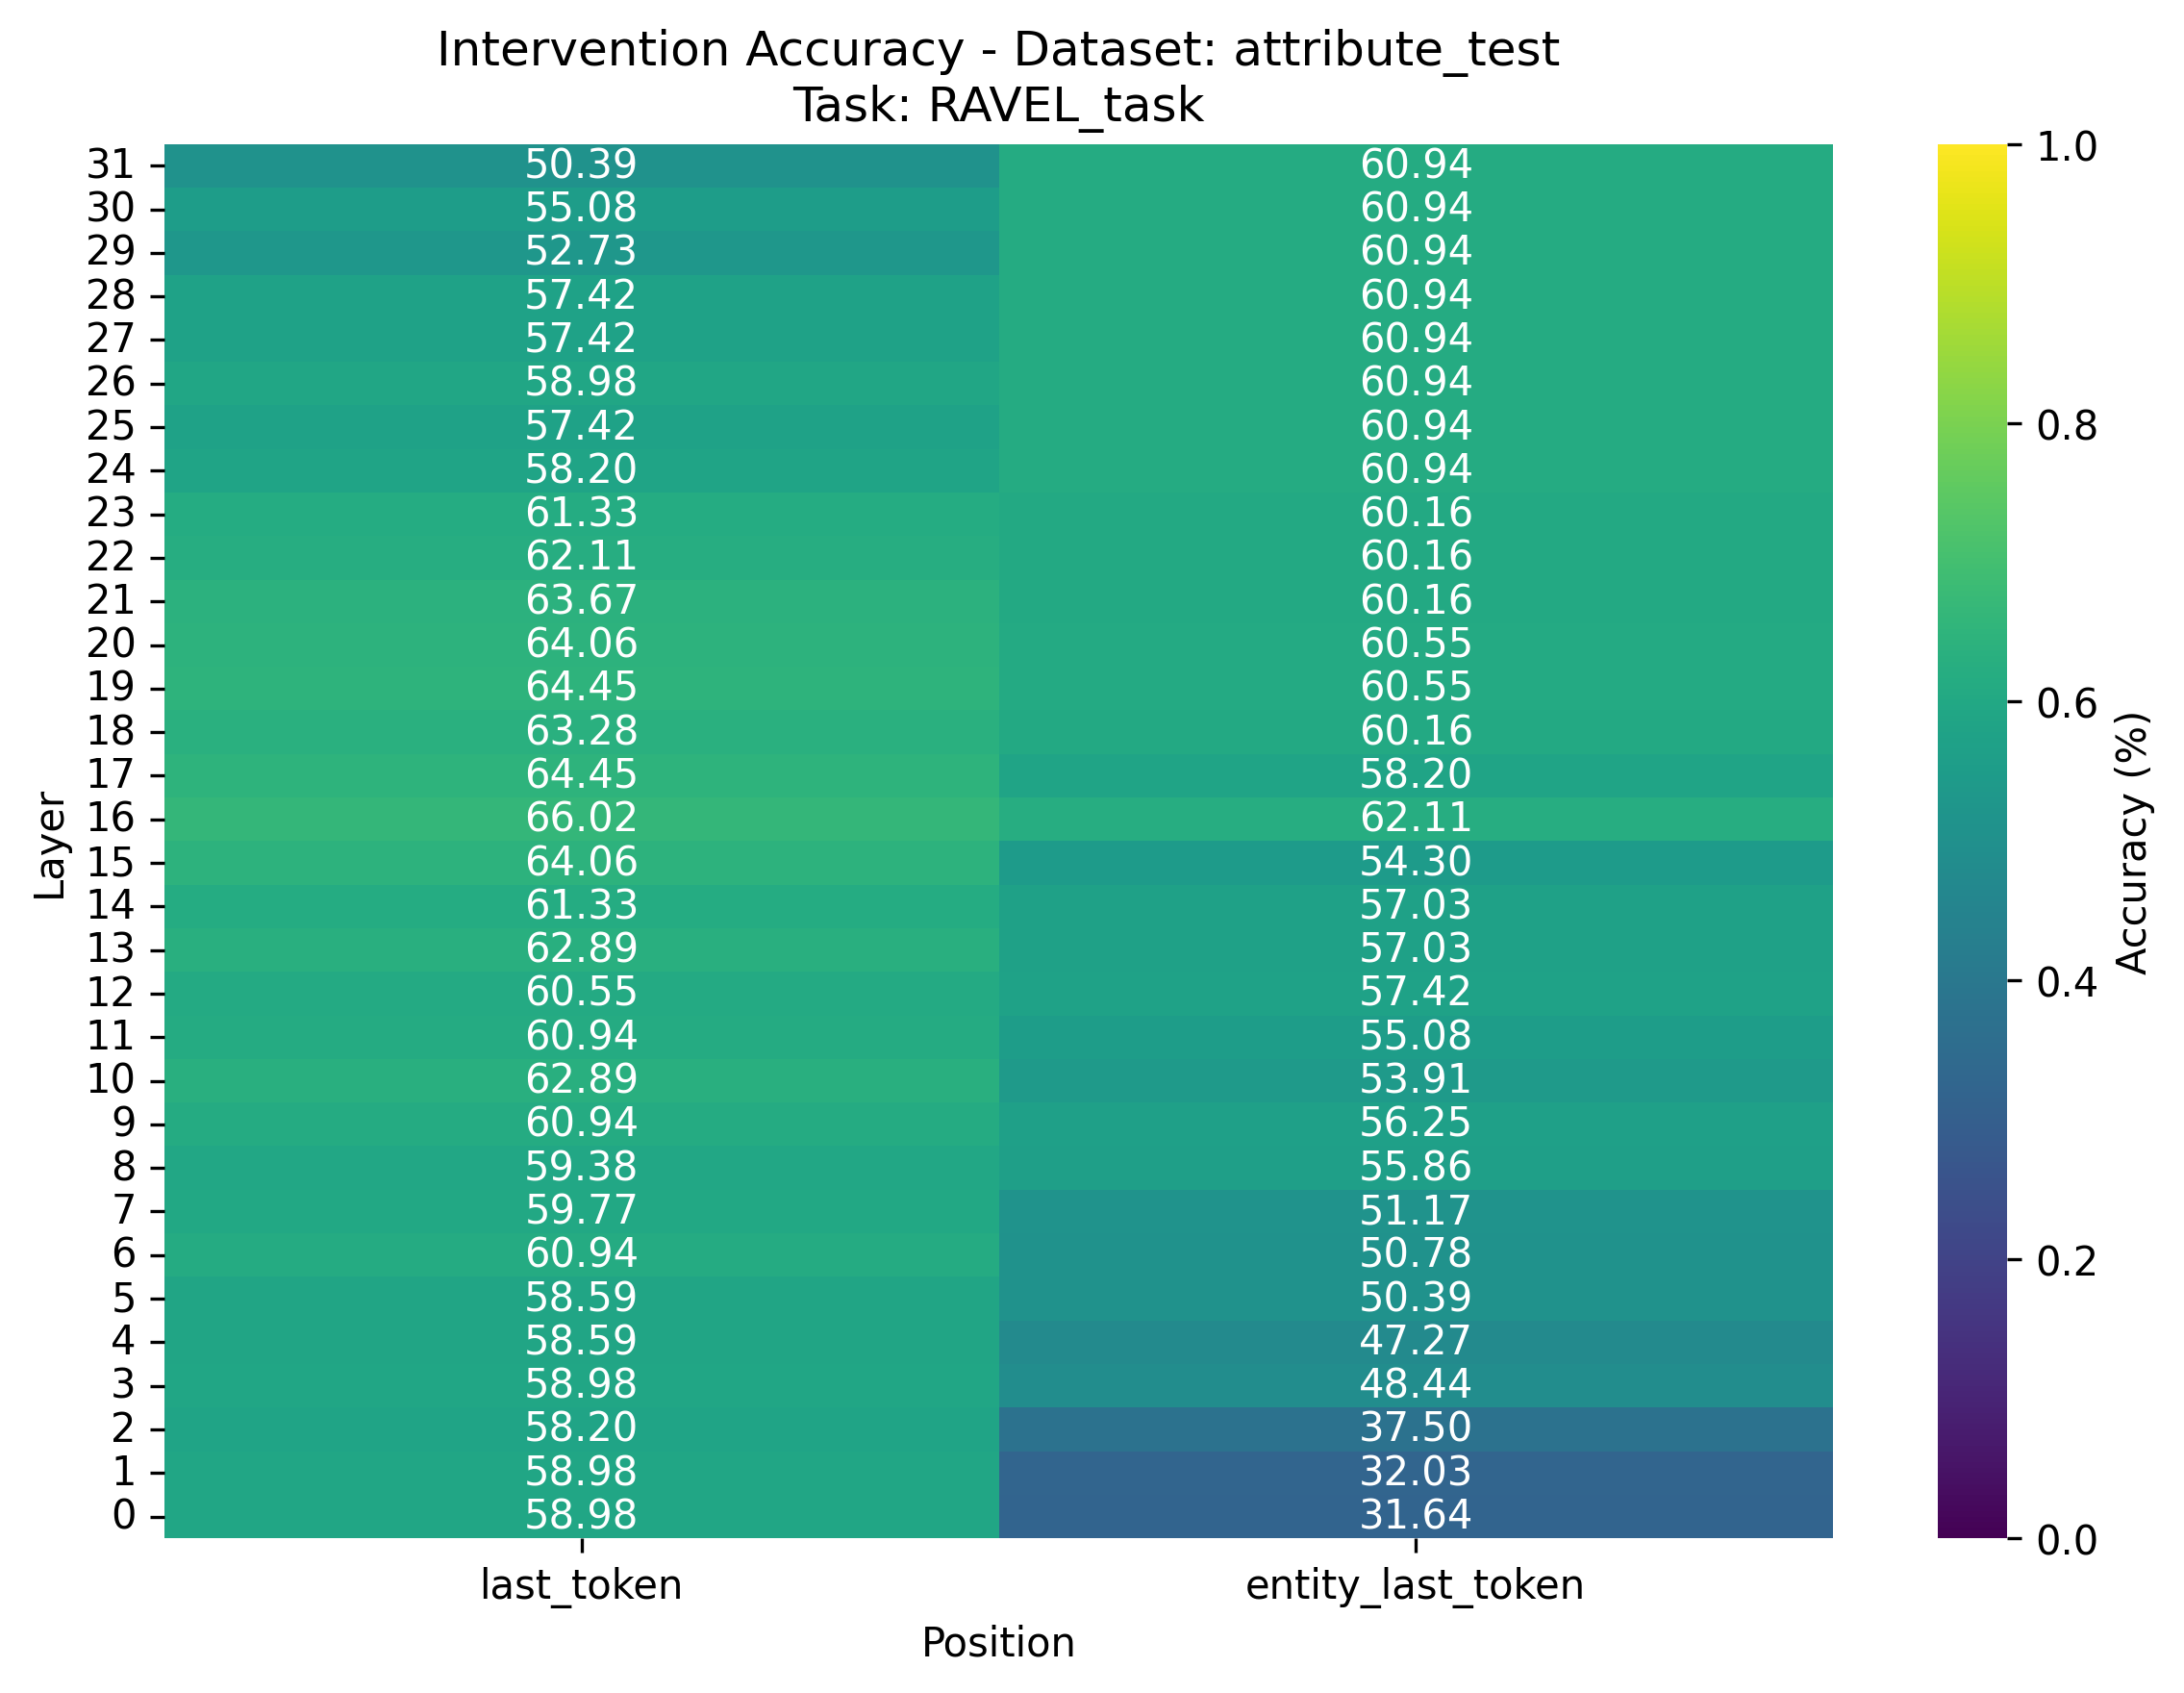 Intervention Accuracy - Dataset: attribute_test
Task: RAVEL_task
Layer
31 50.39 60.94
30 55.08 60.94
29 52.73 60.94
28 57.42 60.94
27 57.42 60.94
26 58.98 60.94
25 57.42 60.94
24 58.20 60.94
23 61.33 60.16
22 62.11 60.16
21 63.67 60.16
20 64.06 60.55
19 64.45 60.55
18 63.28 60.16
17 64.45 58.20
16 66.02 62.11
15 64.06 54.30
14 61.33 57.03
13 62.89 57.03
12 60.55 57.42
11 60.94 55.08
10 62.89 53.91
9 60.94 56.25
8 59.38 55.86
7 59.77 51.17
6 60.94 50.78
5 58.59 50.39
4 58.59 47.27
3 58.98 48.44
2 58.20 37.50
1 58.98 32.03
0 58.98 31.64
last_token entity_last_token
Position
1.0
0.8
0.6
0.4
0.2
0.0
Accuracy (%)